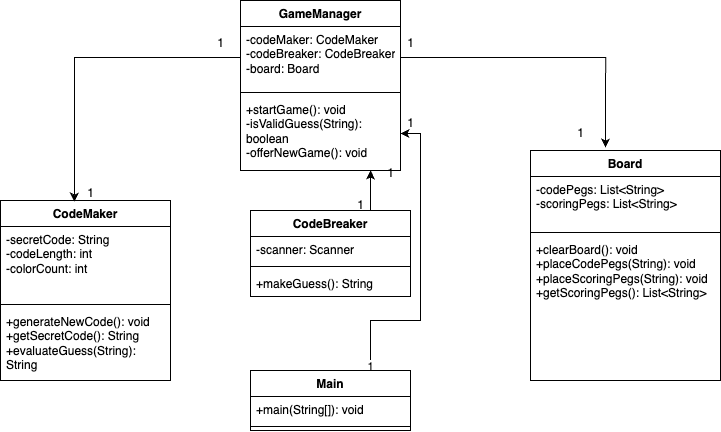 GameManager
-codeMaker: CodeMaker
-codeBreaker: CodeBreaker
-board: Board
+startGame(): void
-isValidGuess(String):
boolean
-offerNewGame(): void
1
1
1
1
1
1
1
1
CodeMaker
-secretCode: String
-codeLength: int
-colorCount: int
+generateNewCode(): void
+getSecretCode(): String
+evaluateGuess(String):
String
CodeBreaker
-scanner: Scanner
+makeGuess(): String
Board
-codePegs: List<String>
-scoringPegs: List<String>
+clearBoard(): void
+placeCodePegs(String): void
+placeScoringPegs(String): void
+getScoringPegs(): List<String>
Main
+main(String[]): void